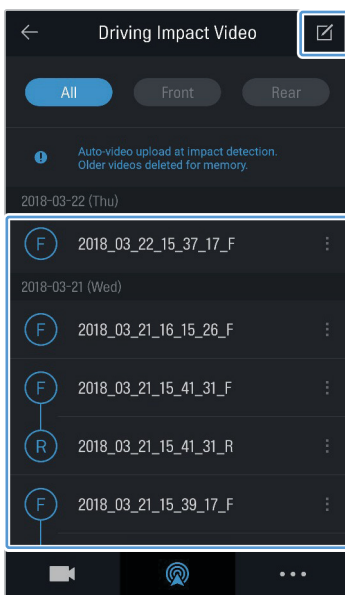 Driving Impact Video
All Front Rear
Auto-video upload at impact detection.
Older videos deleted for memory.
2018-03-22 (Thu)
F 2018_03_22_15_37_17_F
2018-03-21 (Wed)
F 2018_03_21_16_15_26_F
F 2018_03_21_15_41_31_F
R 2018_03_21_15_41_31_R
F 2018_03_21_15_39_17_F